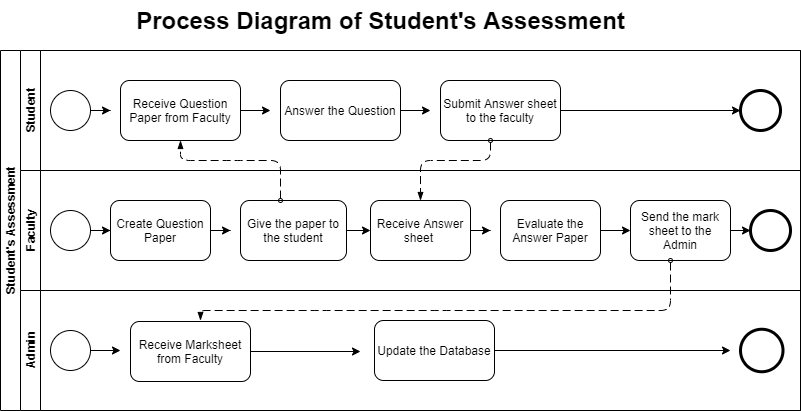 Process Diagram of Student's Assessment
Student's Assessment
Student
Receive Question
Paper from Faculty
Answer the Question
Submit Answer sheet
to the faculty
Faculty
Create Question
Paper
Give the paper to
the student
Receive Answer
sheet
Evaluate the
Answer Paper
Send the mark
sheet to the
Admin
Admin
Receive Marksheet
from Faculty
Update the Database